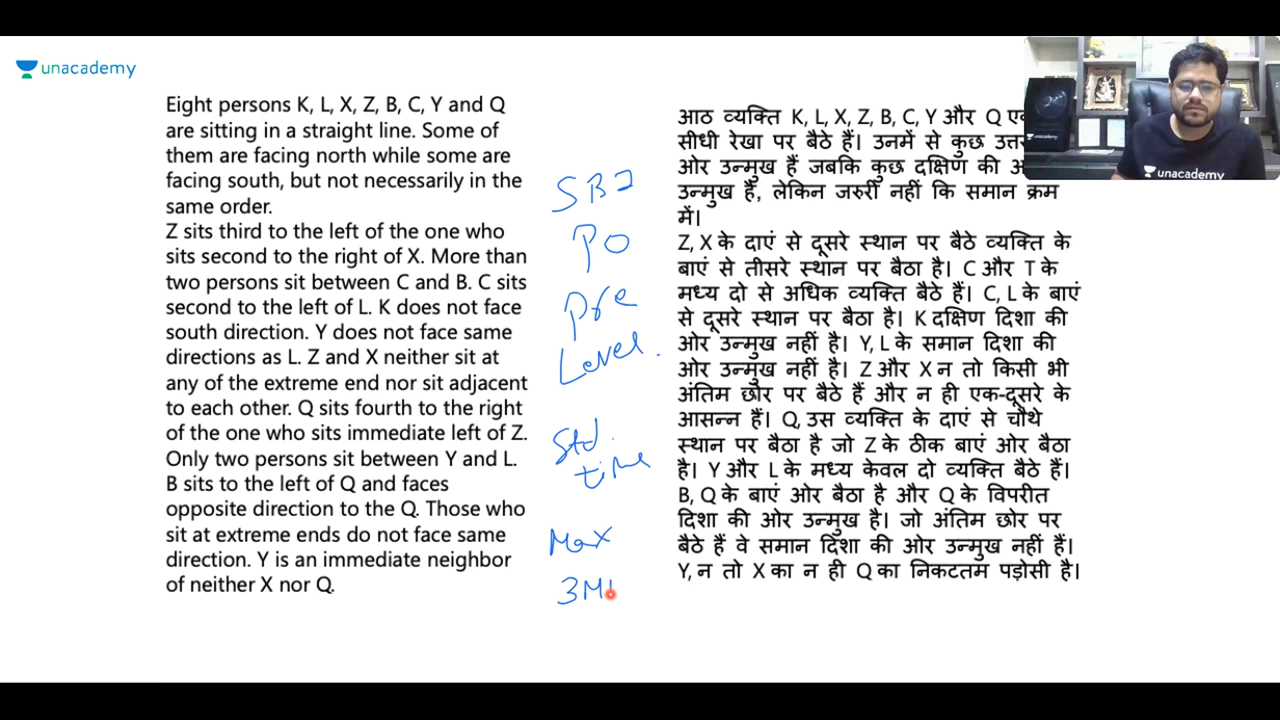 unacademy
Eight persons K, L, X, Z, B, C, Y and Q
are sitting in a straight line. Some of
them are facing north while some are
facing south, but not necessarily in the
same order.
Z sits third to the left of the one who
sits second to the right of X. More than
two persons sit between C and B. C sits
second to the left of L. K does not face
south direction. Y does not face same
directions as L. Z and X neither sit at
any of the extreme end nor sit adjacent
to each other. Q sits fourth to the right
of the one who sits immediate left of Z.
Only two persons sit between Y and L.
B sits to the left of Q and faces
opposite direction to the Q. Those who
sit at extreme ends do not face same
direction. Y is an immediate neighbor
of neither X nor Q.
SBI
PO
Pre
Level.
Std.
time
Max
3M
आठ व्यक्ति K, L, X, Z, B, C, Y और Q
सीधी रेखा पर बैठे हैं। उनमें से कुछ
ओर उन्मुख हैं जबकि कुछ दक्षिण की
उन्मुख हैं, लेकिन जरुरी नहीं कि समान क्रम
में।
Z, X के दाएं से दूसरे स्थान पर बैठे व्यक्ति के
बाएं से तीसरे स्थान पर बैठा है। C और T के
मध्य दो से अधिक व्यक्ति बैठे हैं। C, L के बाएं
से दूसरे स्थान पर बैठा है। K दक्षिण दिशा की
ओर उन्मुख नहीं है। Y, L के समान दिशा की
ओर उन्मुख नहीं है। Z और X न तो किसी भी
अंतिम छोर पर बैठे हैं और न ही एक-दूसरे के
आसन्न हैं। Q, उस व्यक्ति के दाएं से चौथे
स्थान पर बैठा है जो Z के ठीक बाएं ओर बैठा
है। Y और L के मध्य केवल दो व्यक्ति बैठे हैं।
B, Q के बाएं ओर बैठा है और Q के विपरीत
दिशा की ओर उन्मुख है। जो अंतिम छोर पर
बैठे हैं वे समान दिशा की ओर उन्मुख नहीं हैं।
Y, न तो X का न ही Q का निकटतम पड़ोसी है।
unacademy